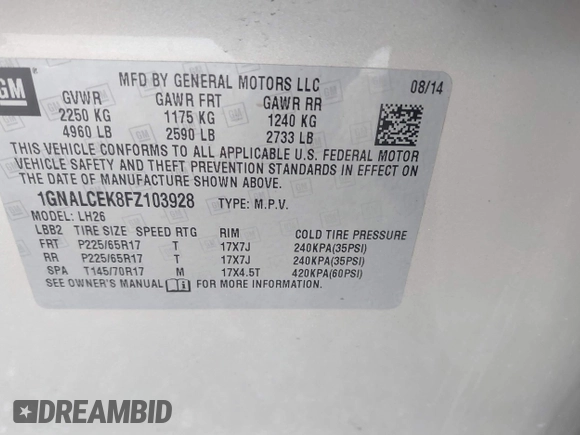 GM
MFD BY GENERAL MOTORS LLC
08/14
GVWR GAWR FRT GAWR RR
2250 KG 1175 KG 1240 KG
4960 LB 2590 LB 2733 LB
THIS VEHICLE CONFORMS TO ALL APPLICABLE U.S. FEDERAL MOTOR
VEHICLE SAFETY AND THEFT PREVENTION STANDARDS IN EFFECT ON
THE DATE OF MANUFACTURE SHOWN ABOVE.
1GNALCEK8FZ103928 TYPE: M.P.V.
MODEL: LH26
LBB2 TIRE SIZE SPEED RTG RIM COLD TIRE PRESSURE
FRT P225/65R17 T 17X7J 240KPA(35PSI)
RR P225/65R17 T 17X7J 240KPA(35PSI)
SPA T145/70R17 M 17X4.5T 420KPA(60PSI)
SEE OWNER'S MANUAL FOR MORE INFORMATION.
DREAMBID